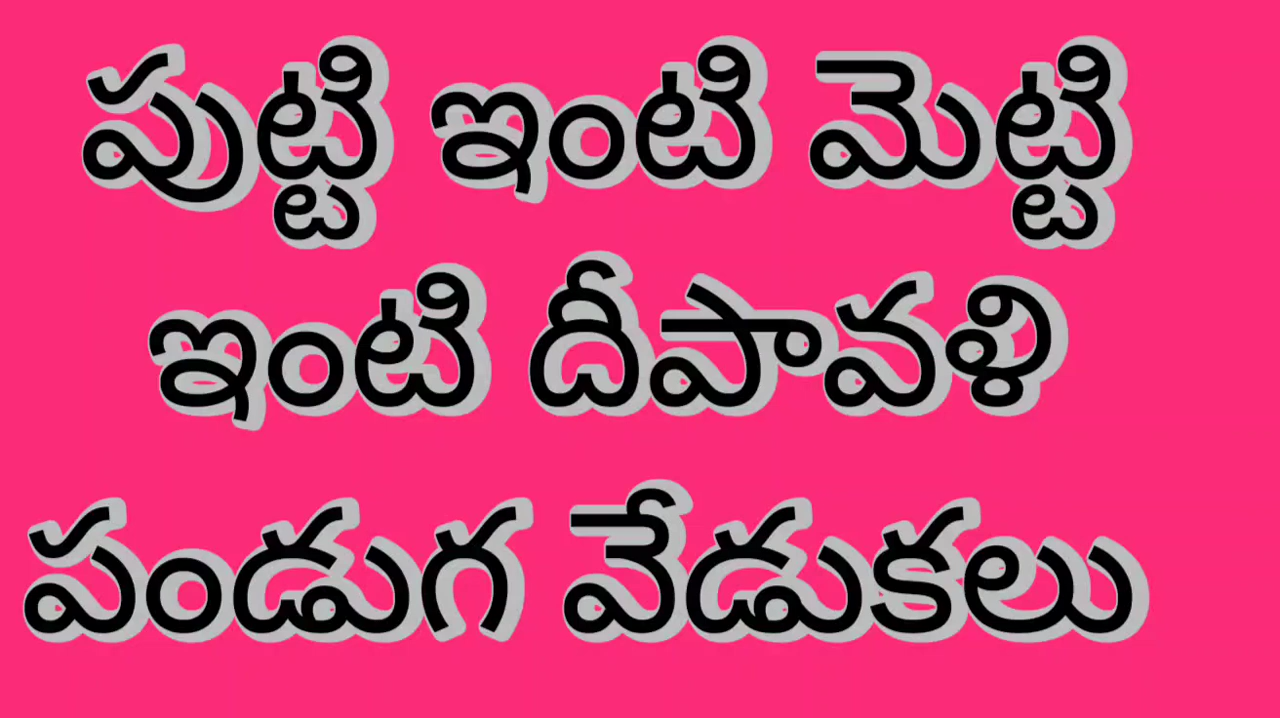 పుట్టి ఇంటి మెట్టి
ఇంటి దీపావళి
పండుగ వేడుకలు